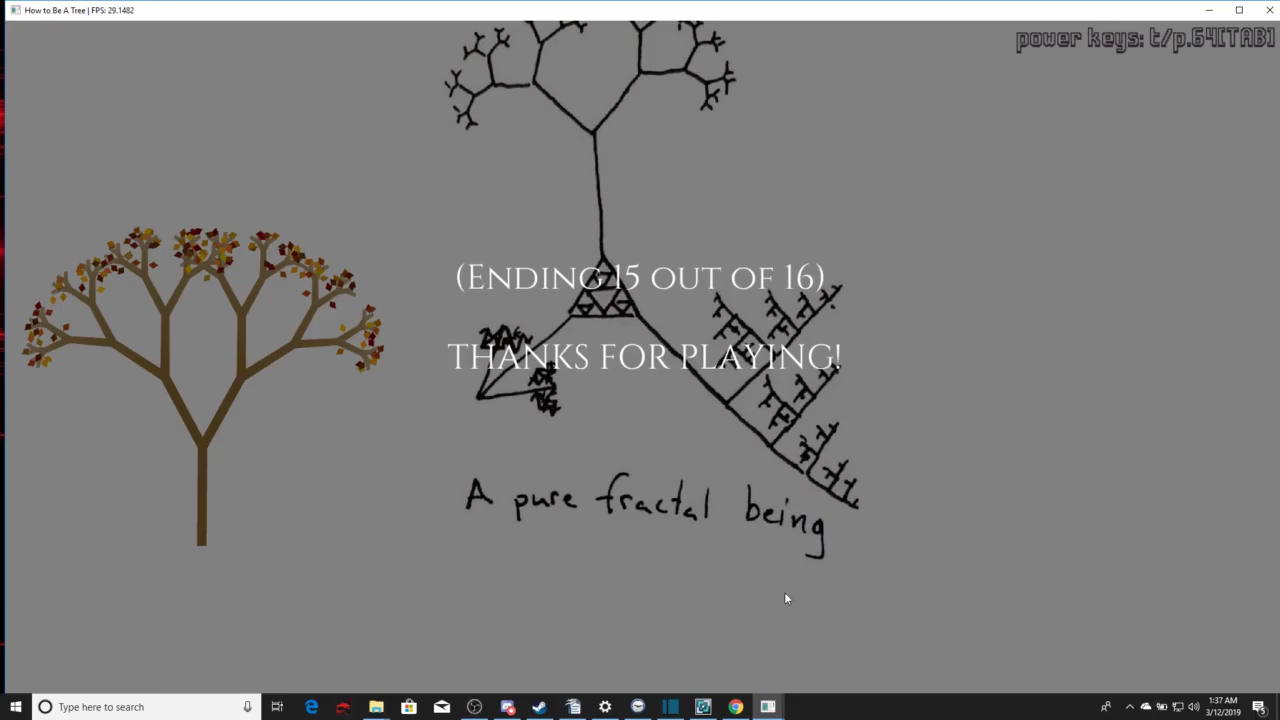 How to Be A Tree | FPS: 29.1482
power keys: t/p.64[TAB]
(Ending 15 out of 16)
THANKS FOR PLAYING!
A pure fractal being
Type here to search
1:37 AM
3/12/2019
5